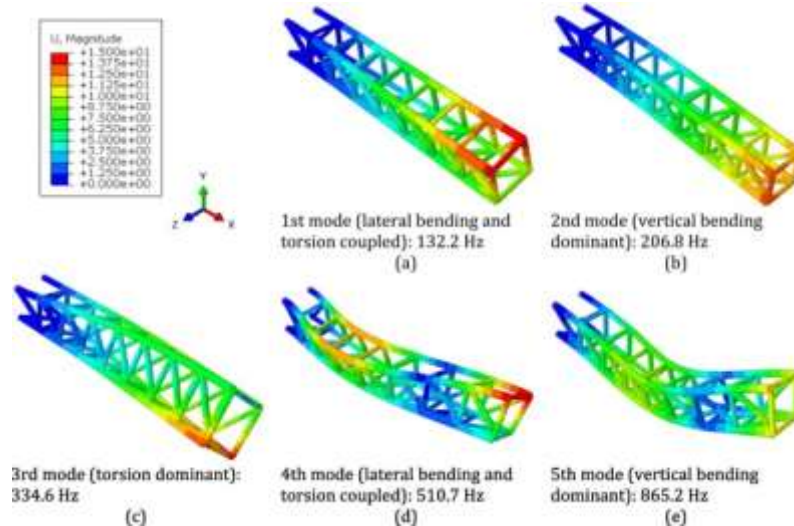 U, Magnitude
+1.500e+01
+1.375e+01
+1.250e+01
+1.125e+01
+1.000e+01
+8.750e+00
+7.500e+00
+6.250e+00
+5.000e+00
+3.750e+00
+2.500e+00
+1.250e+00
+0.000e+00
Y
Z
X
1st mode (lateral bending and
torsion coupled): 132.2 Hz
(a)
2nd mode (vertical bending
dominant): 206.8 Hz
(b)
3rd mode (torsion dominant):
334.6 Hz
(c)
4th mode (lateral bending and
torsion coupled): 510.7 Hz
(d)
5th mode (vertical bending
dominant): 865.2 Hz
(e)